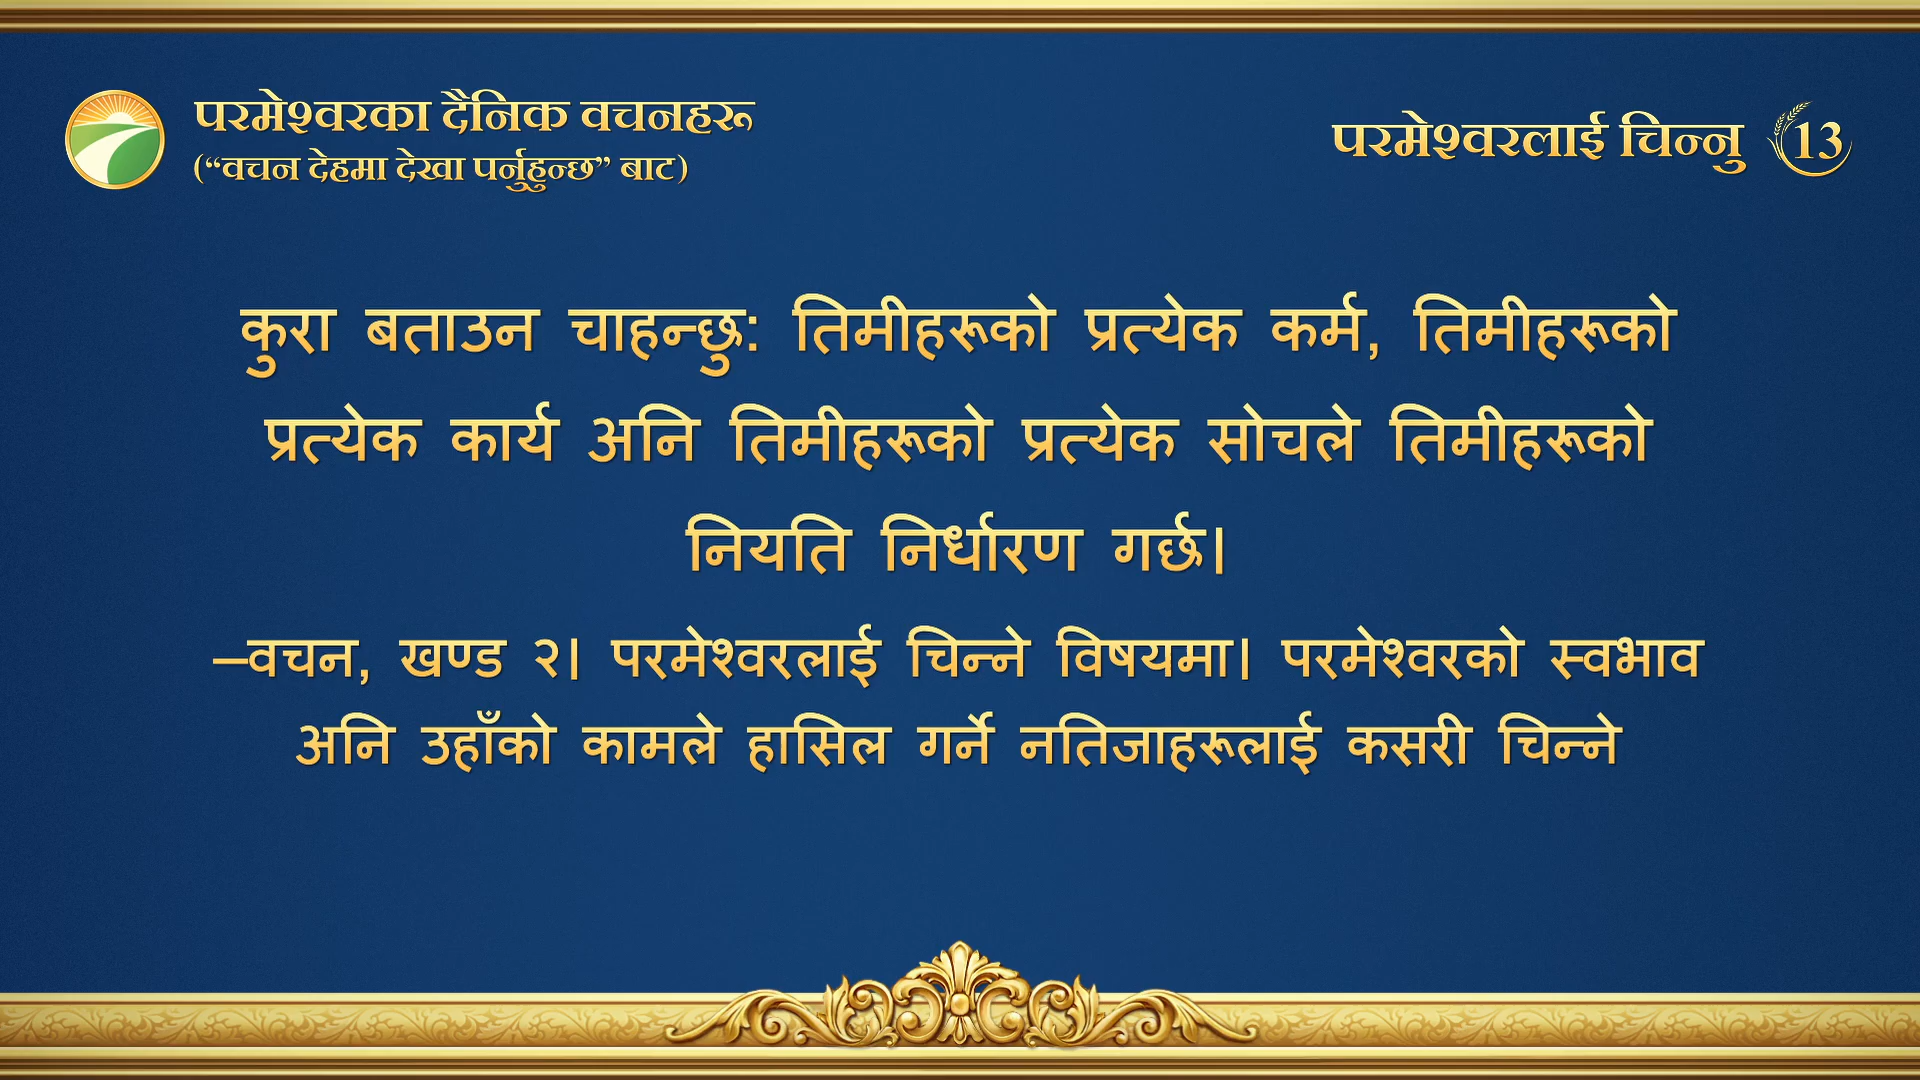 परमेश्वरका दैनिक वचनहरू
(“वचन देहमा देखा पर्नुहुन्छ” बाट)
परमेश्वरलाई चिन्नु 13
कुरा बताउन चाहन्छु: तिमीहरूको प्रत्येक कर्म, तिमीहरूको
प्रत्येक कार्य अनि तिमीहरूको प्रत्येक सोचले तिमीहरूको
नियति निर्धारण गर्छ।
–वचन, खण्ड २। परमेश्वरलाई चिन्ने विषयमा। परमेश्वरको स्वभाव
अनि उहाँको कामले हासिल गर्ने नतिजाहरूलाई कसरी चिन्ने